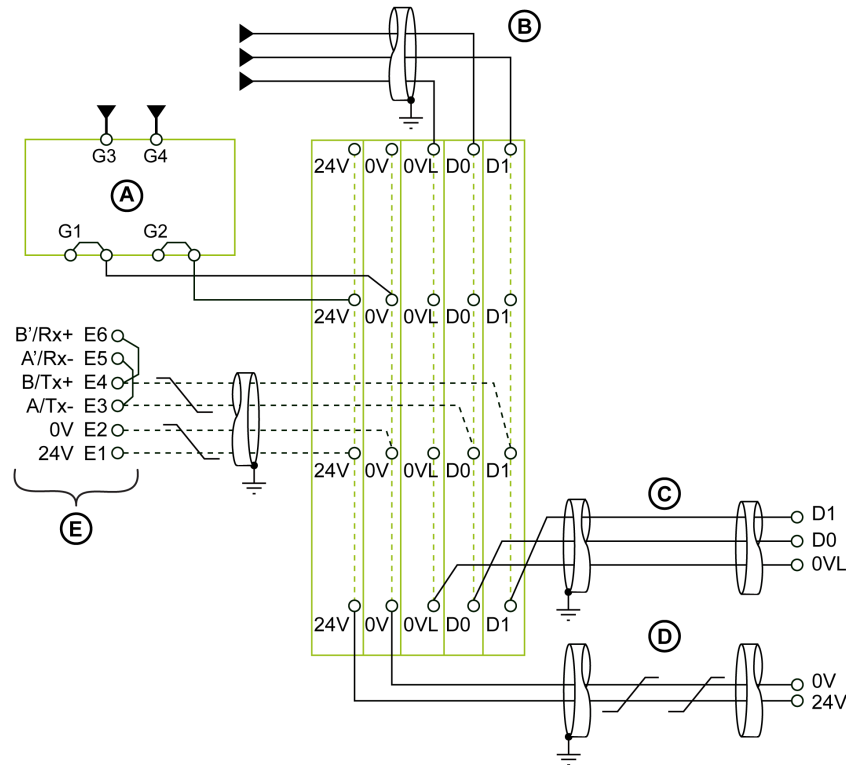 B
G3 G4
A
24V 0V 0VL D0 D1
G1 G2
24V 0V 0VL D0 D1
B'/Rx+ E6
A'/Rx- E5
B/Tx+ E4
A/Tx- E3
0V E2
24V E1
24V 0V 0VL D0 D1
E
C
D1
D0
0VL
24V 0V 0VL D0 D1
D
0V
24V